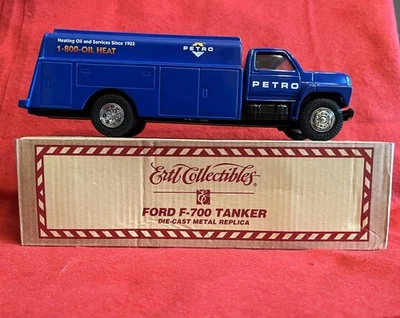 Heating Oil and Services Since 1903
1-800-OIL HEAT
PETRO
PETRO
Ertl Collectibles
FORD F-700 TANKER
DIE-CAST METAL REPLICA